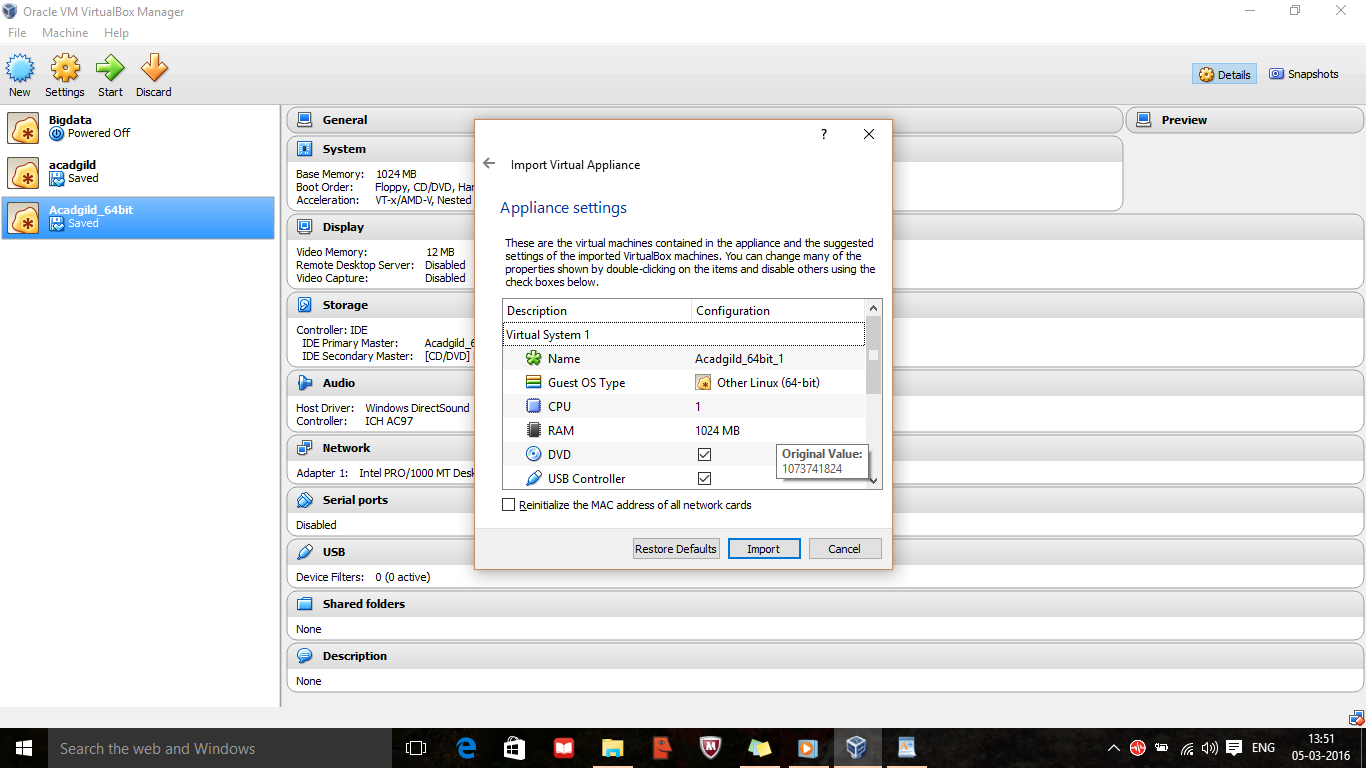 Oracle VM VirtualBox Manager
File Machine Help
New Settings Start Discard
Details Snapshots
Bigdata
Powered Off
acadgild
Saved
Acadgild_64bit
Saved
General
System
Base Memory: 1024 MB
Boot Order: Floppy, CD/DVD, Har
Acceleration: VT-x/AMD-V, Nested
Display
Video Memory: 12 MB
Remote Desktop Server: Disabled
Video Capture: Disabled
Storage
Controller: IDE
IDE Primary Master: Acadgild_6
IDE Secondary Master: [CD/DVD]
Audio
Host Driver: Windows DirectSound
Controller: ICH AC97
Network
Adapter 1: Intel PRO/1000 MT Desk
Serial ports
Disabled
USB
Device Filters: 0 (0 active)
Shared folders
None
Description
None
Preview
?
Import Virtual Appliance
Appliance settings
These are the virtual machines contained in the appliance and the suggested
settings of the imported VirtualBox machines. You can change many of the
properties shown by double-clicking on the items and disable others using the
check boxes below.
Description Configuration
Virtual System 1
Name Acadgild_64bit_1
Guest OS Type Other Linux (64-bit)
CPU 1
RAM 1024 MB
DVD
USB Controller
Original Value:
1073741824
Reinitialize the MAC address of all network cards
Restore Defaults Import Cancel
Search the web and Windows
ENG
13:51
05-03-2016